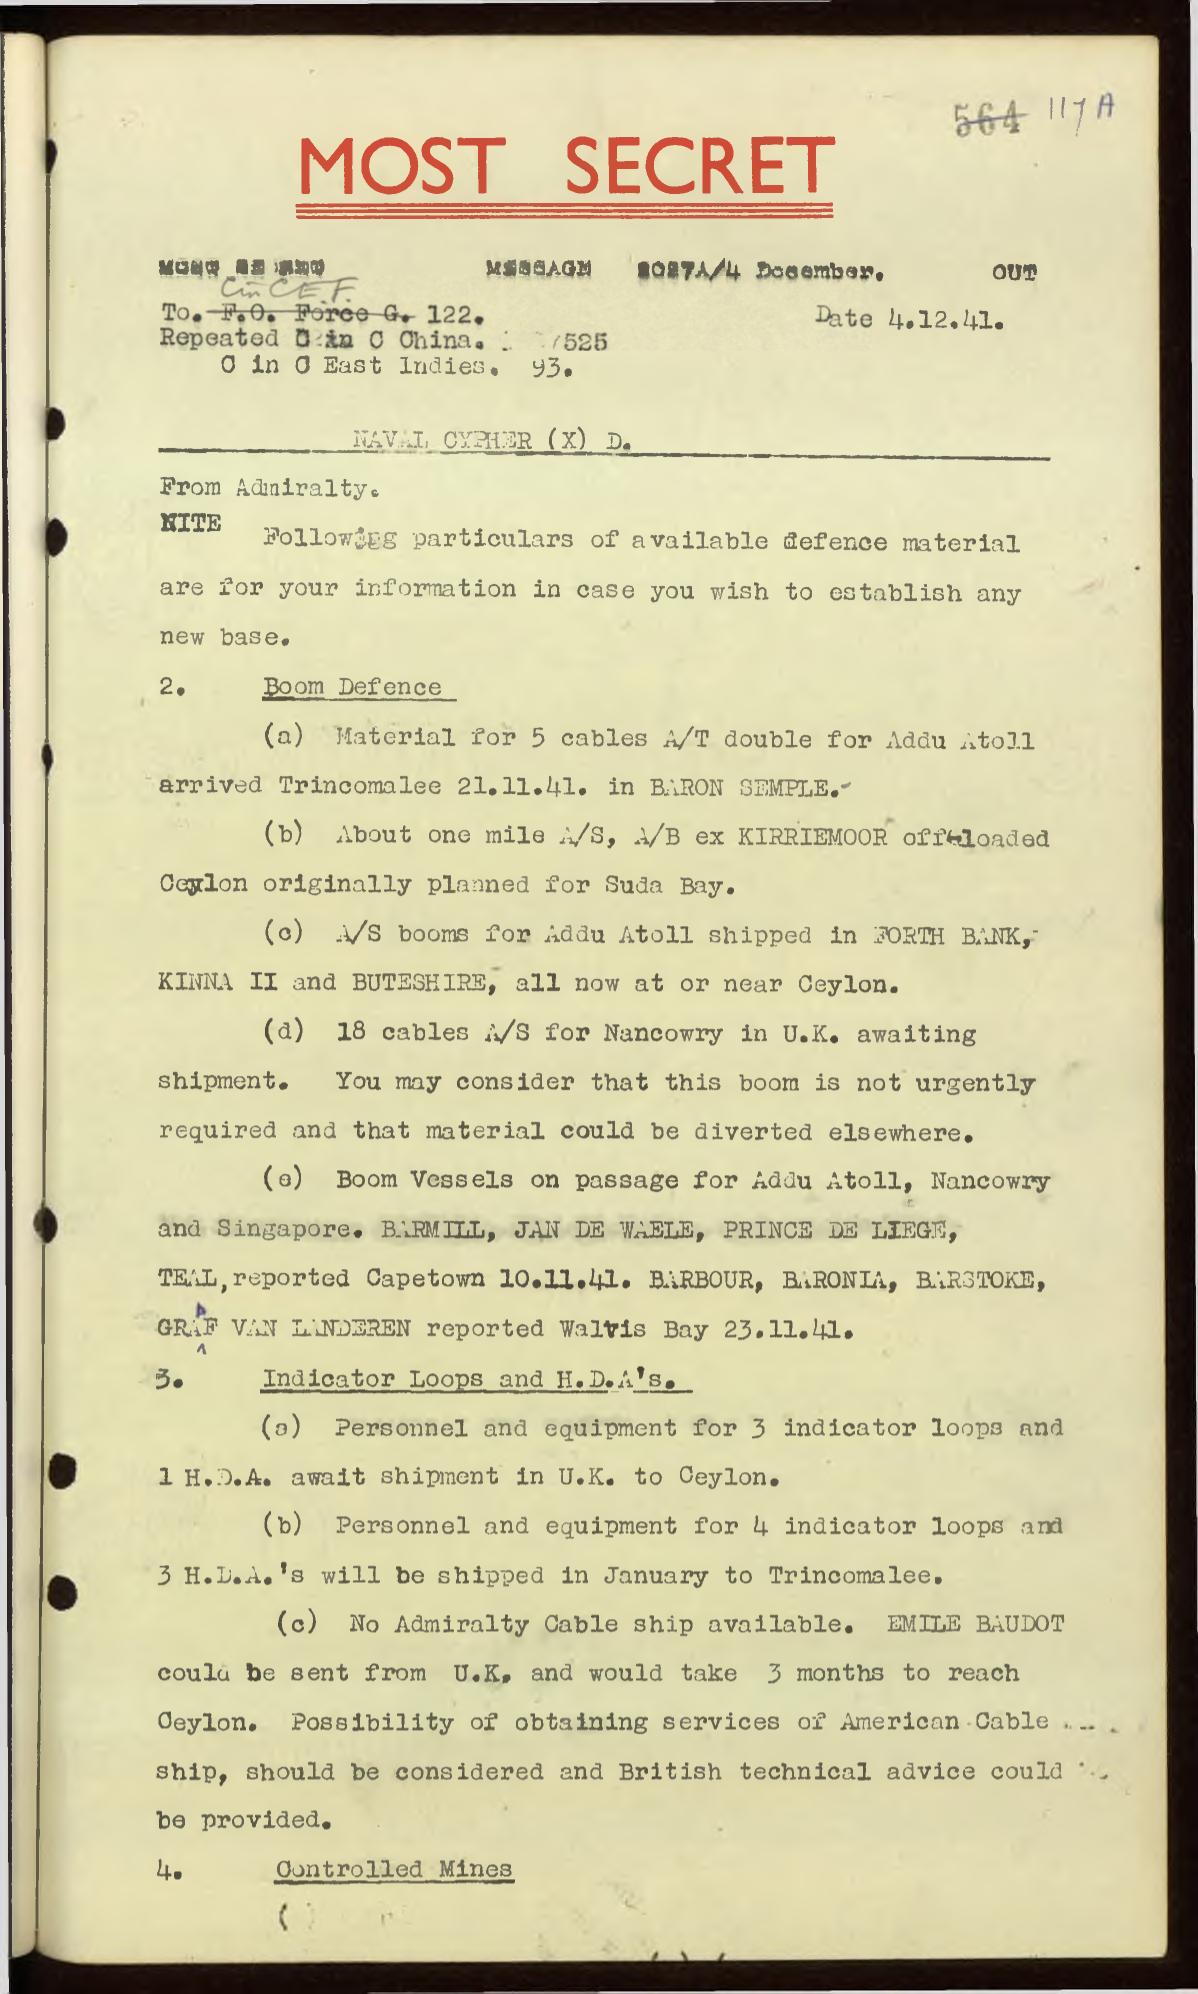 564 117 A
MOST SECRET
MOST SECRET MESSAGE 2027A/4 December. OUT
C in C E.F.
To. F.O. Force G. 122. Date 4.12.41.
Repeated C in C China. 525
C in C East Indies. 93.
NAVAL CYPHER (X) D.
From Admiralty.
NITE
Following particulars of available defence material
are for your information in case you wish to establish any
new base.
2. Boom Defence
(a) Material for 5 cables A/T double for Addu Atoll
arrived Trincomalee 21.11.41. in BARON SEMPLE.
(b) About one mile A/S, A/B ex KIRRIEMOOR off-loaded
Ceylon originally planned for Suda Bay.
(c) A/S booms for Addu Atoll shipped in FORTH BANK,
KINNA II and BUTESHIRE, all now at or near Ceylon.
(d) 18 cables A/S for Nancowry in U.K. awaiting
shipment. You may consider that this boom is not urgently
required and that material could be diverted elsewhere.
(e) Boom Vessels on passage for Addu Atoll, Nancowry
and Singapore. BARMILL, JAN DE WAELE, PRINCE DE LIEGE,
TEAL, reported Capetown 10.11.41. BARBOUR, BARONIA, BARSTOKE,
GRAF VAN LANDEREN reported Walvis Bay 23.11.41.
3. Indicator Loops and H.D.A's.
(a) Personnel and equipment for 3 indicator loops and
1 H.D.A. await shipment in U.K. to Ceylon.
(b) Personnel and equipment for 4 indicator loops and
3 H.D.A.'s will be shipped in January to Trincomalee.
(c) No Admiralty Cable ship available. EMILE BAUDOT
could be sent from U.K. and would take 3 months to reach
Ceylon. Possibility of obtaining services of American Cable
ship, should be considered and British technical advice could
be provided.
4. Controlled Mines
(